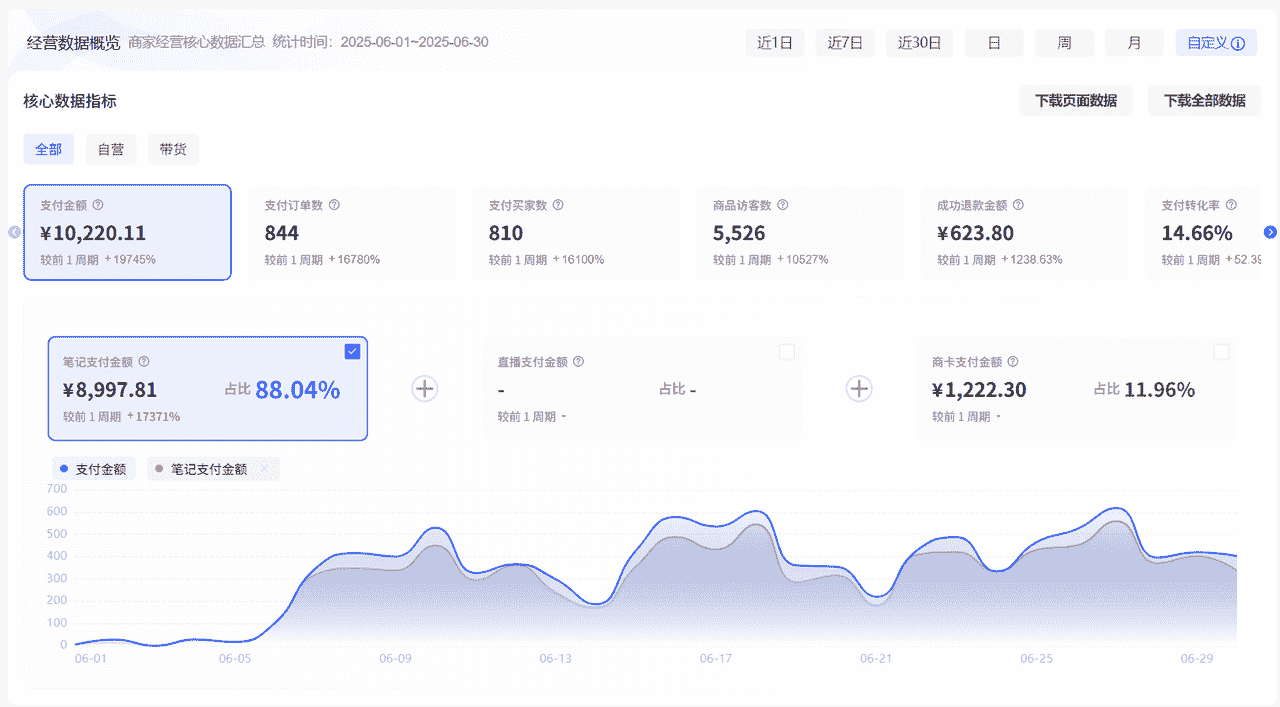 经营数据概览 商家经营核心数据汇总 统计时间：2025-06-01~2025-06-30 近1日 近7日 近30日 日 周 月 自定义
核心数据指标 下载页面数据 下载全部数据
全部 自营 带货
支付金额 支付订单数 支付买家数 商品访客数 成功退款金额 支付转化率
¥10,220.11 844 810 5,526 ¥623.80 14.66%
较前 1 周期 +19745% 较前 1 周期 +16780% 较前 1 周期 +16100% 较前 1 周期 +10527% 较前 1 周期 +1238.63% 较前 1 周期 +52.39
笔记支付金额 直播支付金额 商卡支付金额
¥8,997.81 占比 88.04% - 占比 - ¥1,222.30 占比 11.96%
较前 1 周期 +17371% 较前 1 周期 - 较前 1 周期 -
支付金额 笔记支付金额
700
600
500
400
300
200
100
0
06-01 06-05 06-09 06-13 06-17 06-21 06-25 06-29